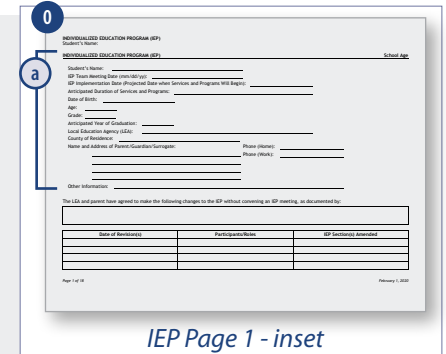 0
INDIVIDUALIZED EDUCATION PROGRAM (IEP)
Student's Name:
INDIVIDUALIZED EDUCATION PROGRAM (IEP) School Age
a
Student's Name:
IEP Team Meeting Date (mm/dd/yy):
IEP Implementation Date (Projected Date when Services and Programs Will Begin):
Anticipated Duration of Services and Programs:
Date of Birth:
Age:
Grade:
Anticipated Year of Graduation:
Local Education Agency (LEA):
County of Residence:
Name and Address of Parent/Guardian/Surrogate: Phase (Home):
Phase (Work):
Other Information:
The LEA and parent have agreed to make the following changes to the IEP without convening an IEP meeting, as documented by:
Date of Revision(s) Participants/Roles IEP Section(s) Amended
Page 1 of 18 February 1, 2020
IEP Page 1 - inset